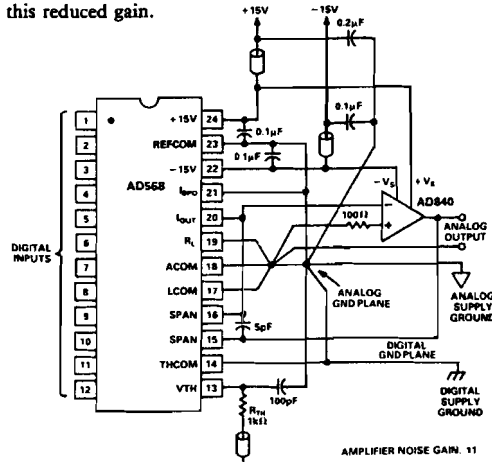 this reduced gain.
+15V
-15V
0.2µF
0.1µF
1
2
3
4
5
6
7
8
9
10
11
12
DIGITAL
INPUTS
AD568
+15V
24
REFCOM
23
-15V
22
IBPO
21
IOUT
20
RL
19
ACOM
18
LCOM
17
SPAN
16
SPAN
15
THCOM
14
VTH
13
0.1µF
0.1µF
100Ω
-VS
+VS
AD840
ANALOG
OUTPUT
ANALOG
GND PLANE
ANALOG
SUPPLY
GROUND
5pF
DIGITAL
GND PLANE
DIGITAL
SUPPLY
GROUND
100pF
RTH
1kΩ
AMPLIFIER NOISE GAIN. 11